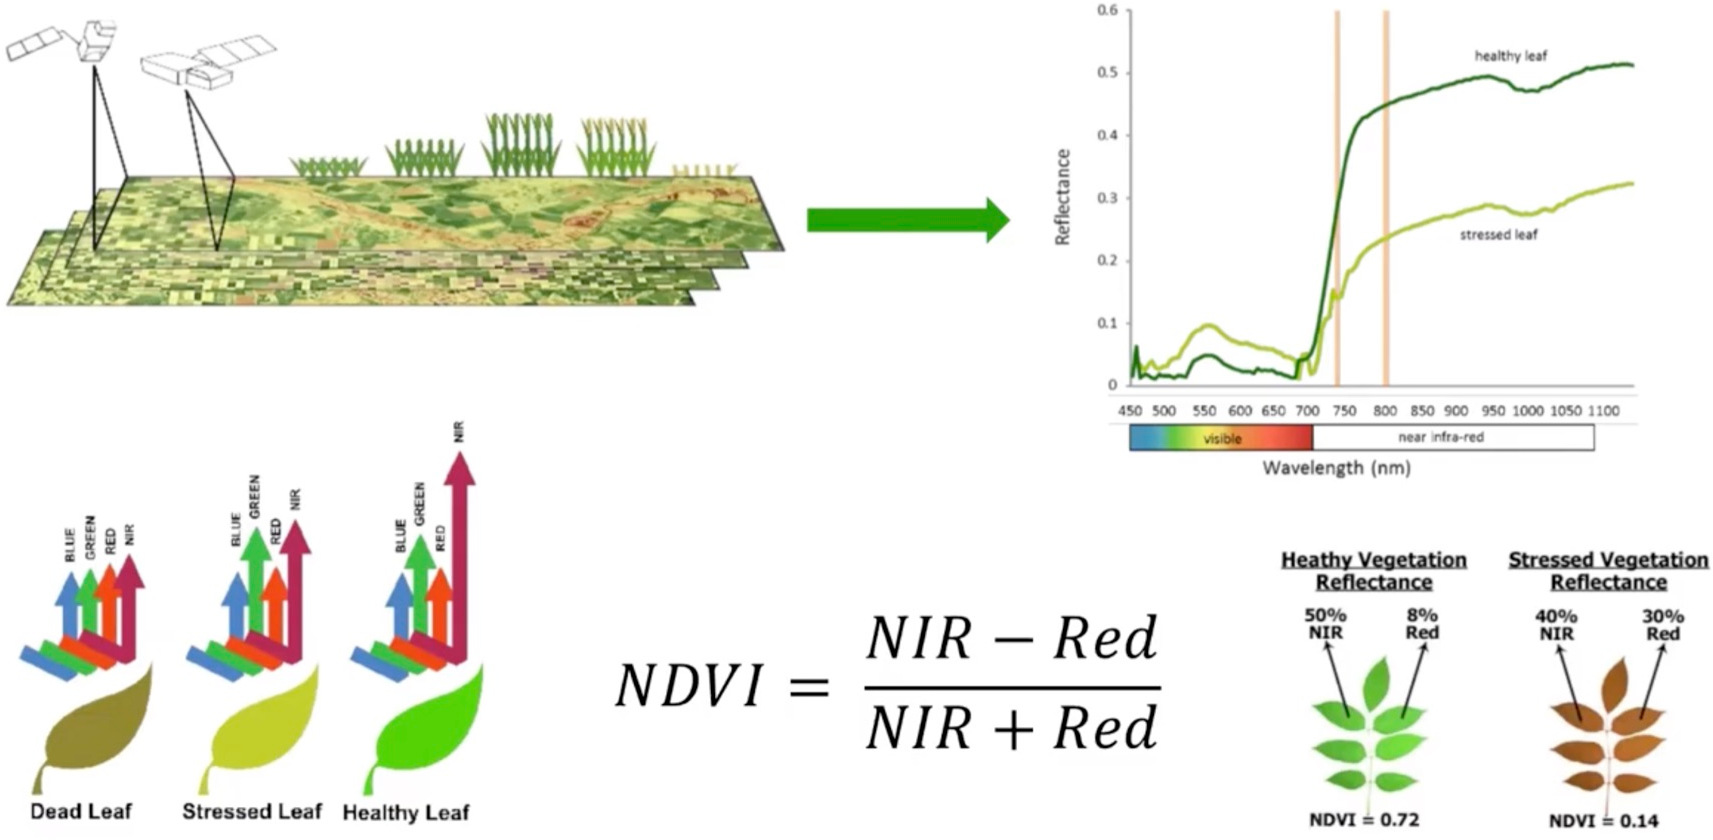 0.6
0.5
0.4
0.3
0.2
0.1
0
Reflectance
healthy leaf
stressed leaf
450 500 550 600 650 700 750 800 850 900 950 1000 1050 1100
visible
near infra-red
Wavelength (nm)
BLUE
GREEN
RED
NIR
Dead Leaf
BLUE
GREEN
RED
NIR
Stressed Leaf
BLUE
GREEN
RED
NIR
Healthy Leaf
NDVI = NIR − Red
NIR + Red
Heathy Vegetation
Reflectance
50%
NIR
8%
Red
NDVI = 0.72
Stressed Vegetation
Reflectance
40%
NIR
30%
Red
NDVI = 0.14